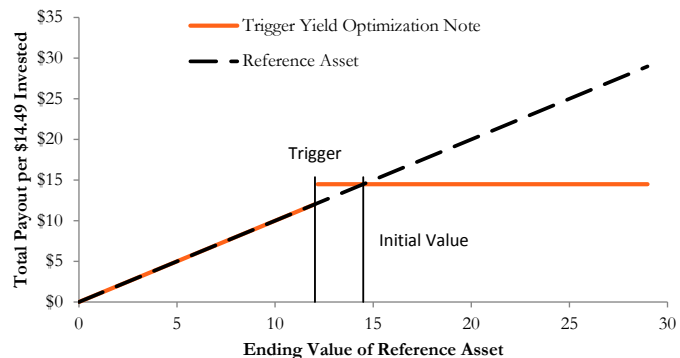 $35
$30
$25
$20
$15
$10
$5
$0
Total Payout per $14.49 Invested
Trigger Yield Optimization Note
Reference Asset
Trigger
Initial Value
0 5 10 15 20 25 30
Ending Value of Reference Asset